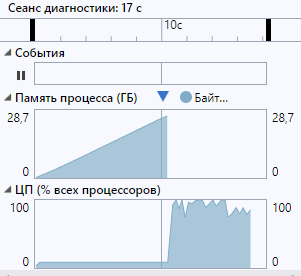 Сеанс диагностики: 17 с
10с
События
Память процесса (ГБ) Байт...
28,7 28,7
0 0
ЦП (% всех процессоров)
100 100
0 0